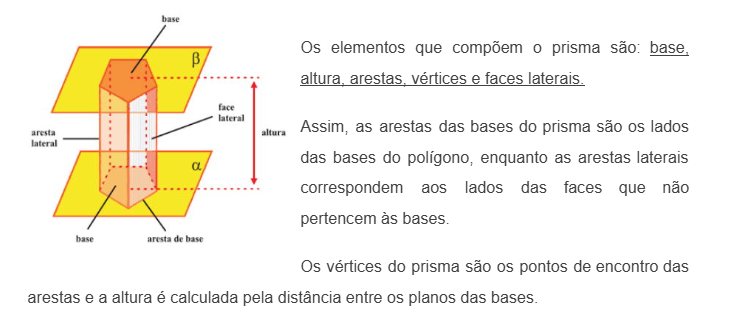 base
β
face
lateral
aresta
lateral
altura
α
base
aresta de base
Os elementos que compõem o prisma são: base,
altura, arestas, vértices e faces laterais.
Assim, as arestas das bases do prisma são os lados
das bases do polígono, enquanto as arestas laterais
correspondem aos lados das faces que não
pertencem às bases.
Os vértices do prisma são os pontos de encontro das
arestas e a altura é calculada pela distância entre os planos das bases.